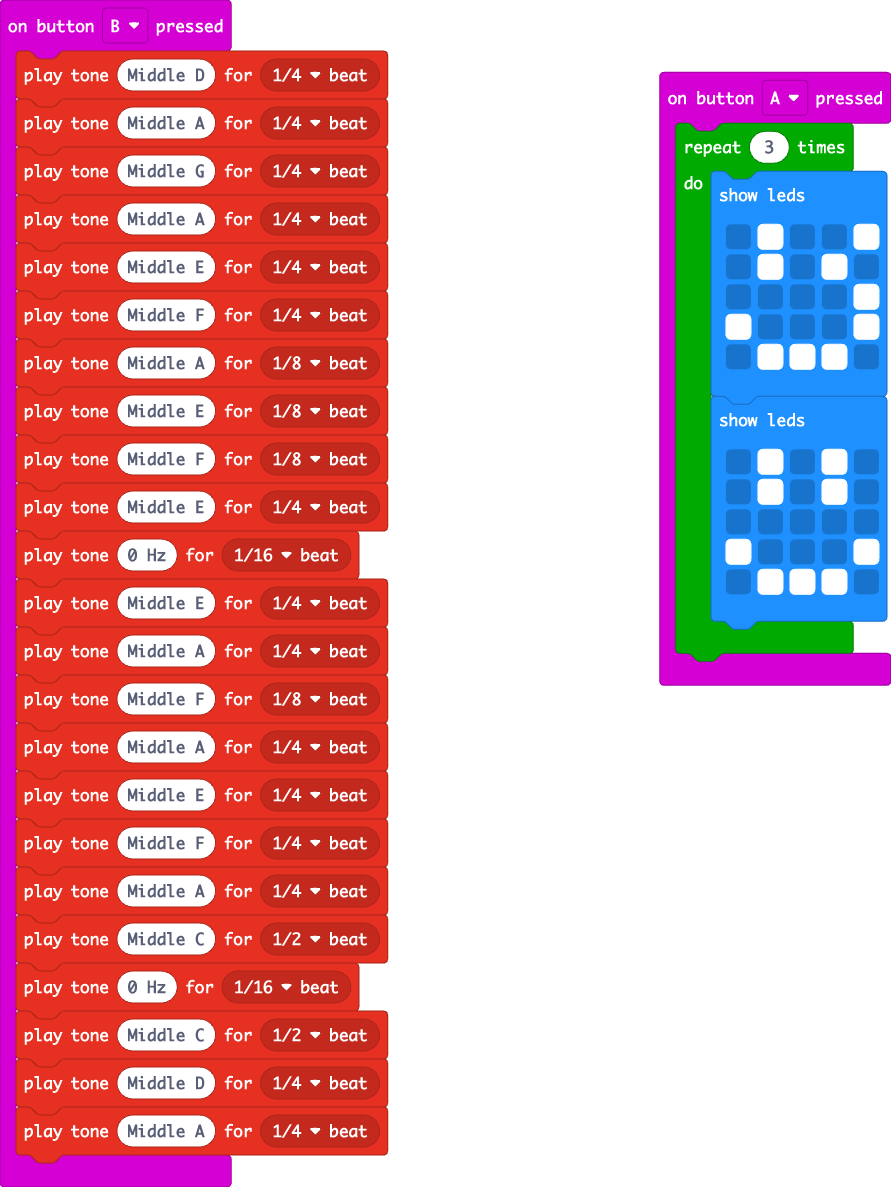 on button B pressed
play tone Middle D for 1/4 beat
play tone Middle A for 1/4 beat
play tone Middle G for 1/4 beat
play tone Middle A for 1/4 beat
play tone Middle E for 1/4 beat
play tone Middle F for 1/4 beat
play tone Middle A for 1/8 beat
play tone Middle E for 1/8 beat
play tone Middle F for 1/8 beat
play tone Middle E for 1/4 beat
play tone 0 Hz for 1/16 beat
play tone Middle E for 1/4 beat
play tone Middle A for 1/4 beat
play tone Middle F for 1/8 beat
play tone Middle A for 1/4 beat
play tone Middle E for 1/4 beat
play tone Middle F for 1/4 beat
play tone Middle A for 1/4 beat
play tone Middle C for 1/2 beat
play tone 0 Hz for 1/16 beat
play tone Middle C for 1/2 beat
play tone Middle D for 1/4 beat
play tone Middle A for 1/4 beat
on button A pressed
repeat 3 times
do
show leds
show leds